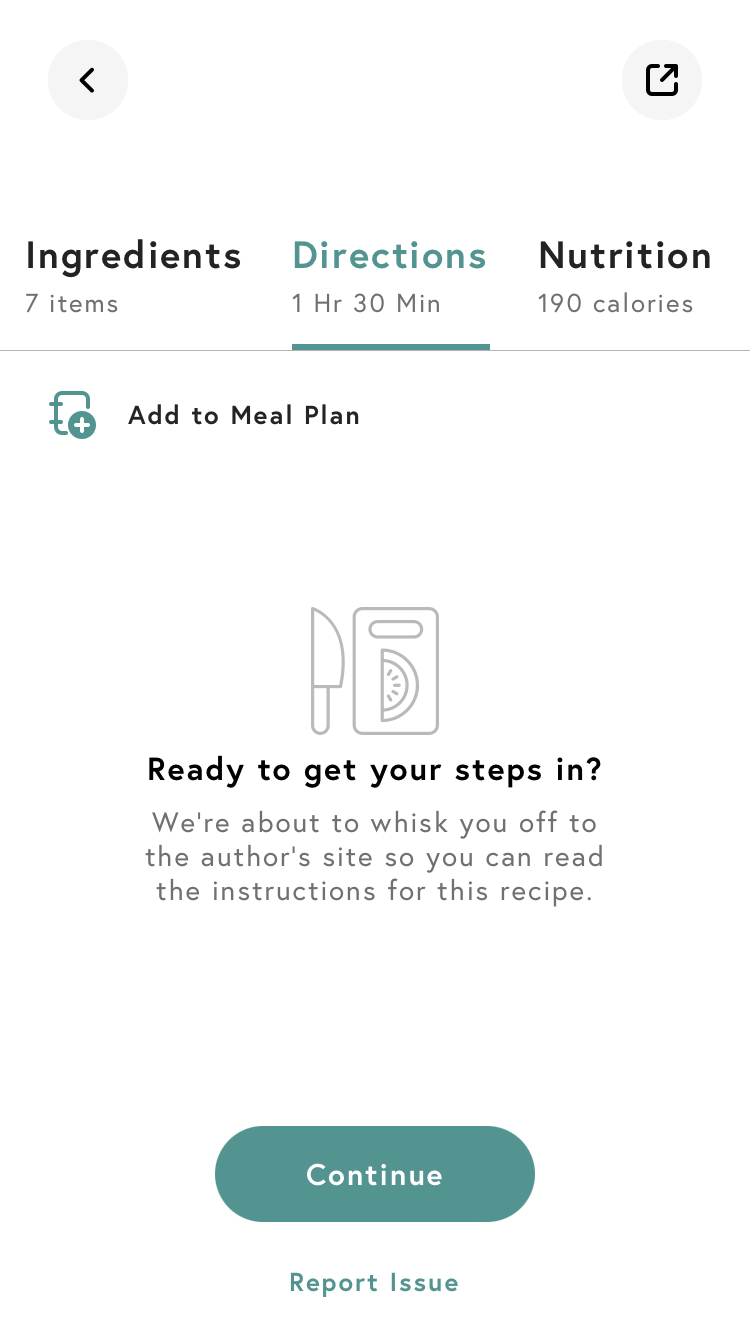 Ingredients
7 items
Directions
1 Hr 30 Min
Nutrition
190 calories
Add to Meal Plan
Ready to get your steps in?
We're about to whisk you off to
the author's site so you can read
the instructions for this recipe.
Continue
Report Issue